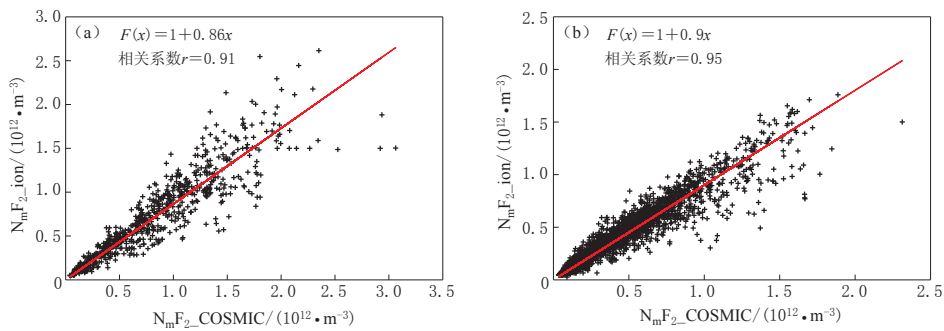 (a) F(x)=1+0.86x
相关系数r=0.91
3.0
2.5
2.0
1.5
1.0
0.5
0
NmF2_ion/(10¹²•m⁻³)
0.5 1.0 1.5 2.0 2.5 3.0 3.5
NmF2_COSMIC/(10¹²•m⁻³)
(b) F(x)=1+0.9x
相关系数r=0.95
2.5
2.0
1.5
1.0
0.5
0
NmF2_ion/(10¹²•m⁻³)
0.5 1.0 1.5 2.0 2.5
NmF2_COSMIC/(10¹²•m⁻³)